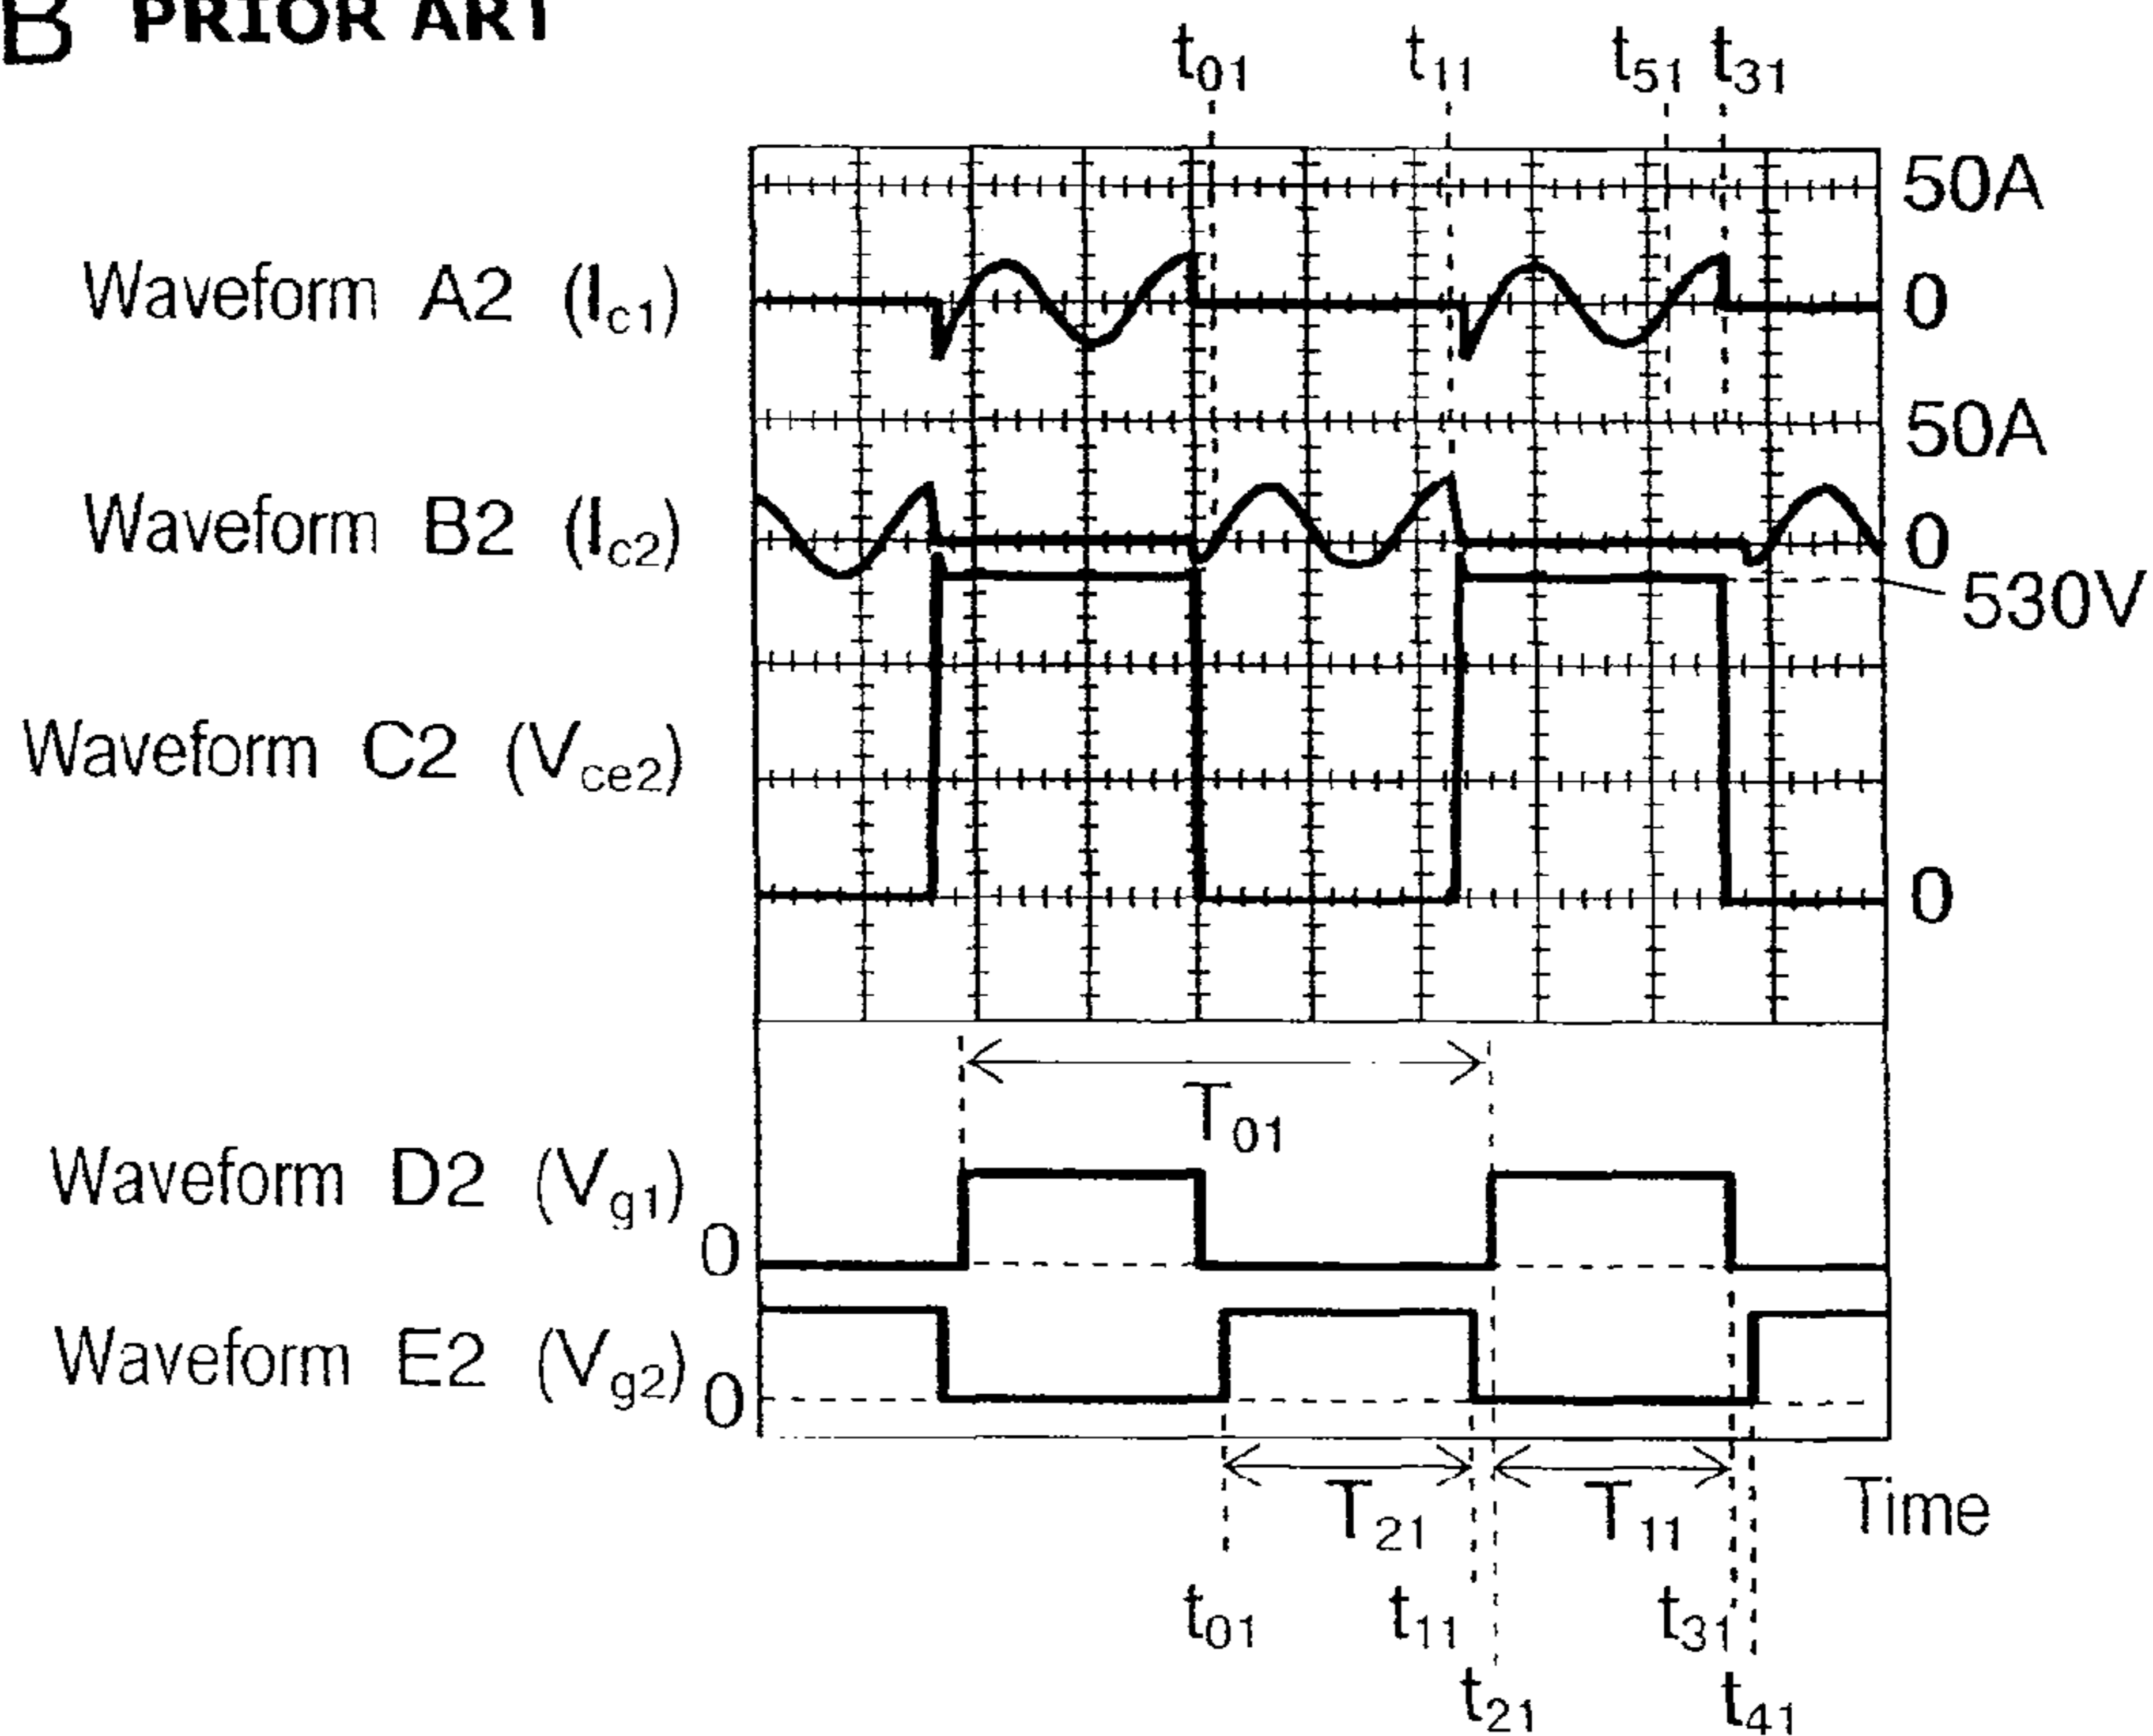 B PRIOR ART
t01 t11 t51 t31
50A
Waveform A2 (Ic1) 0
50A
Waveform B2 (Ic2) 0
530V
Waveform C2 (Vce2)
0
T01
Waveform D2 (Vg1) 0
Waveform E2 (Vg2) 0
T21 T11 Time
t01 t11 t31
t21 t41